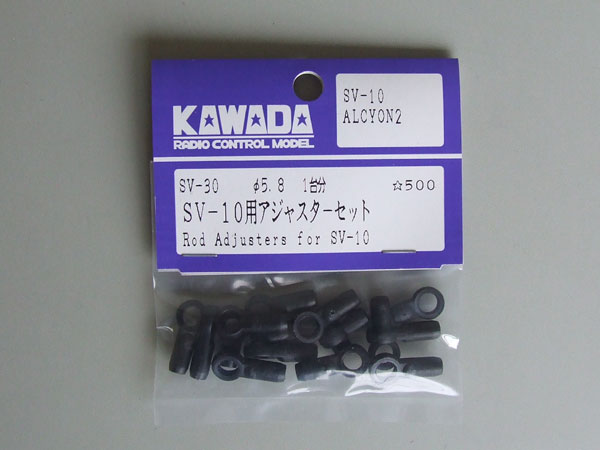 KAWADA
RADIO CONTROL MODEL
SV-10
ALCYON2
SV-30 φ5.8 1台分 ☆500
SV-10用アジャスターセット
Rod Adjusters for SV-10